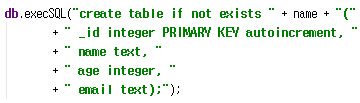 db.execSQL("create table if not exists " + name + "("
+ " _id integer PRIMARY KEY autoincrement, "
+ " name text, "
+ " age integer, "
+ " email text);");